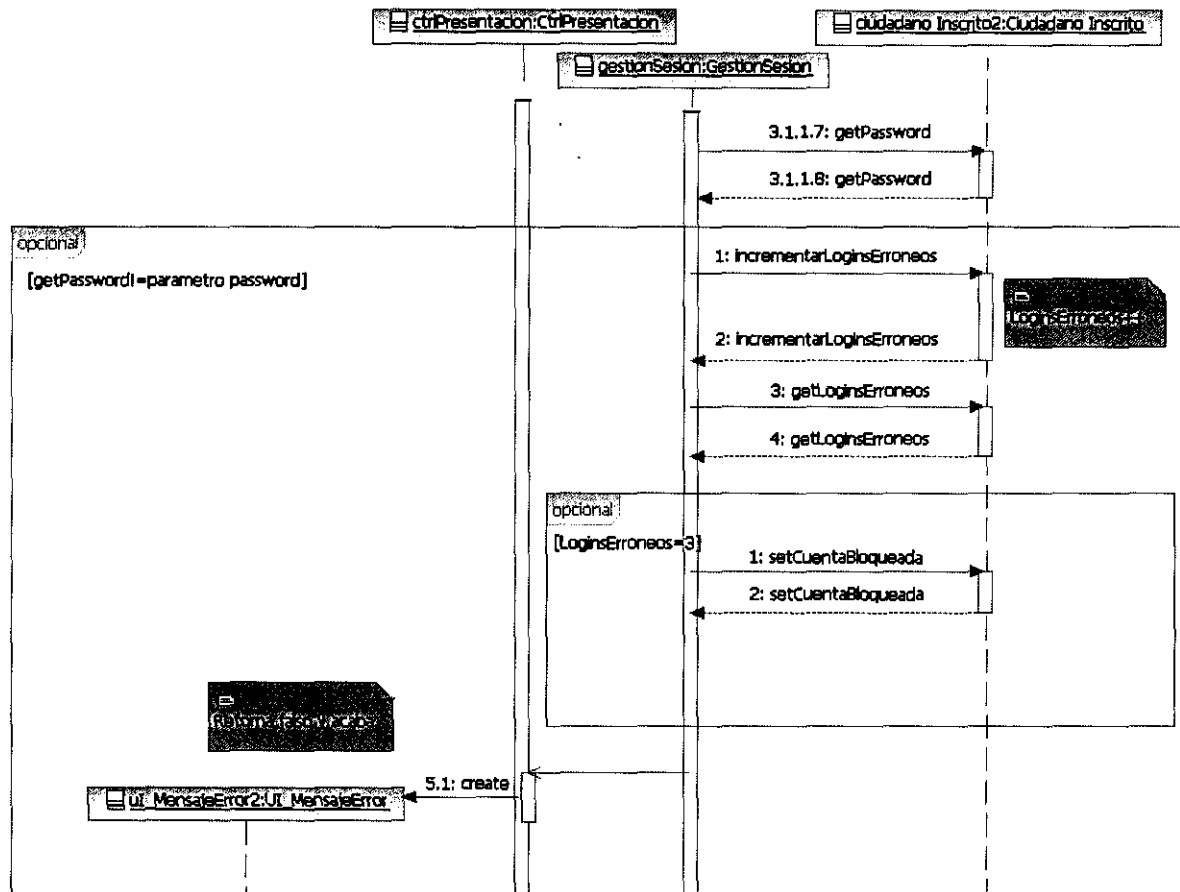 ctrlPresentacion:CtrlPresentacion
ciudadano Inscrito2:Ciudadano Inscrito
gestionSesion:GestionSesion
3.1.1.7: getPassword
3.1.1.8: getPassword
opcional
[getPassword!=parametro password]
1: incrementarLoginsErroneos
LoginsErroneos++
2: incrementarLoginsErroneos
3: getLoginsErroneos
4: getLoginsErroneos
opcional
[LoginsErroneos=3]
1: setCuentaBloqueada
2: setCuentaBloqueada
5.1: create
uI_MensajeError2:UI_MensajeError